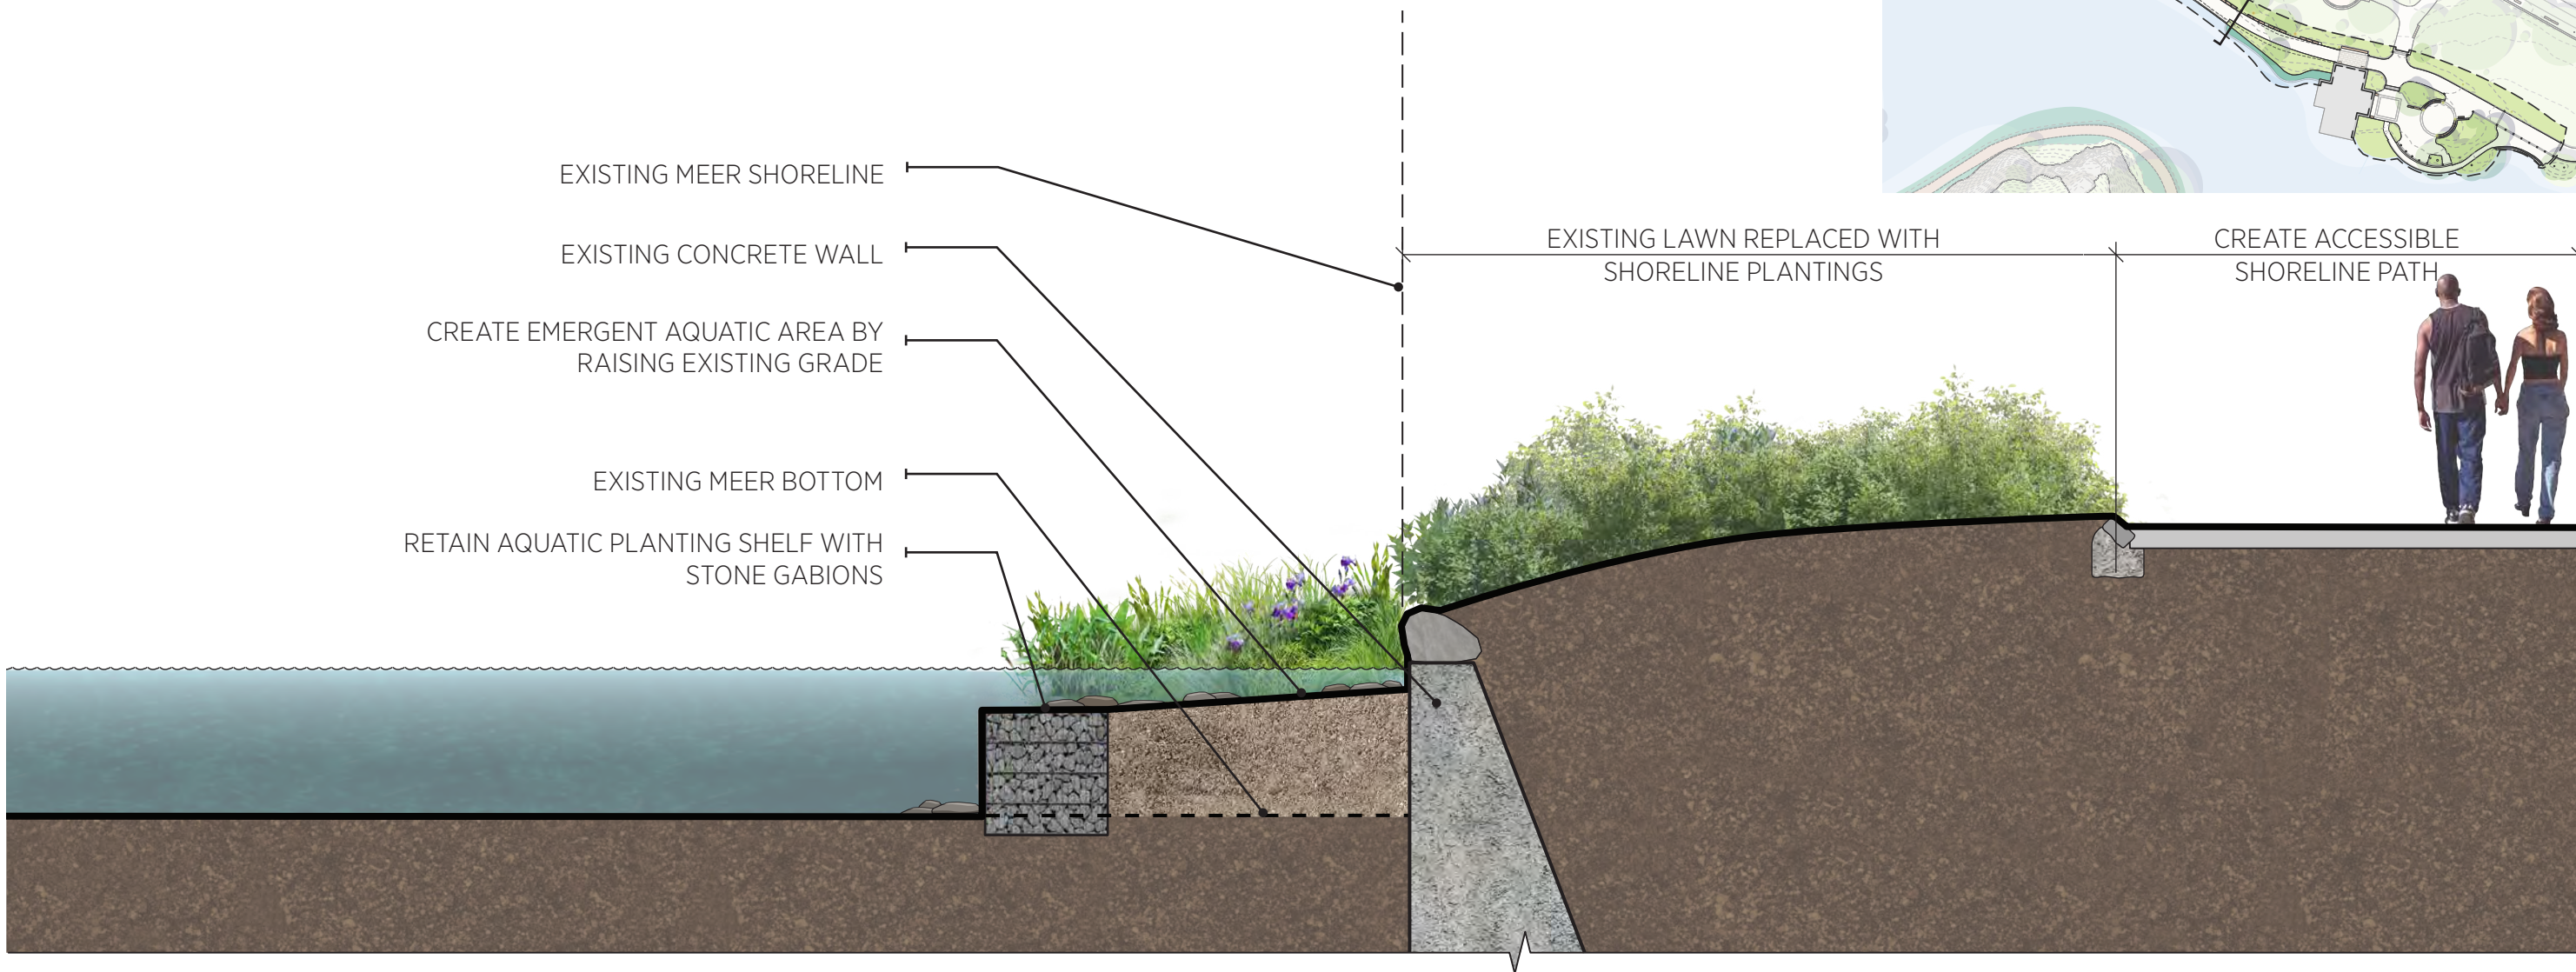 EXISTING MEER SHORELINE
EXISTING CONCRETE WALL
CREATE EMERGENT AQUATIC AREA BY
RAISING EXISTING GRADE
EXISTING MEER BOTTOM
RETAIN AQUATIC PLANTING SHELF WITH
STONE GABIONS
EXISTING LAWN REPLACED WITH
SHORELINE PLANTINGS
CREATE ACCESSIBLE
SHORELINE PATH